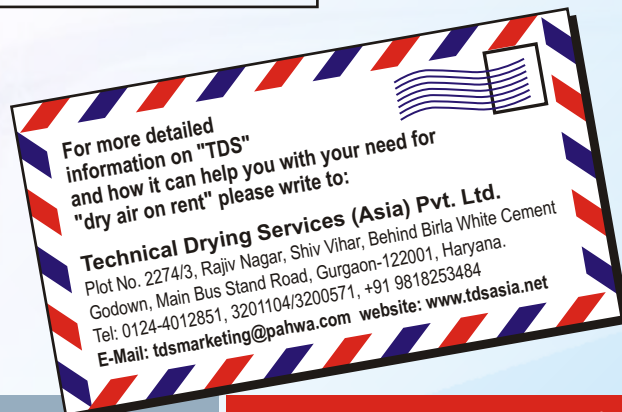 For more detailed
information on "TDS"
and how it can help you with your need for
"dry air on rent" please write to:
Technical Drying Services (Asia) Pvt. Ltd.
Plot No. 2274/3, Rajiv Nagar, Shiv Vihar, Behind Birla White Cement
Godown, Main Bus Stand Road, Gurgaon-122001, Haryana.
Tel: 0124-4012851, 3201104/3200571, +91 9818253484
E-Mail: tdsmarketing@pahwa.com website: www.tdsasia.net